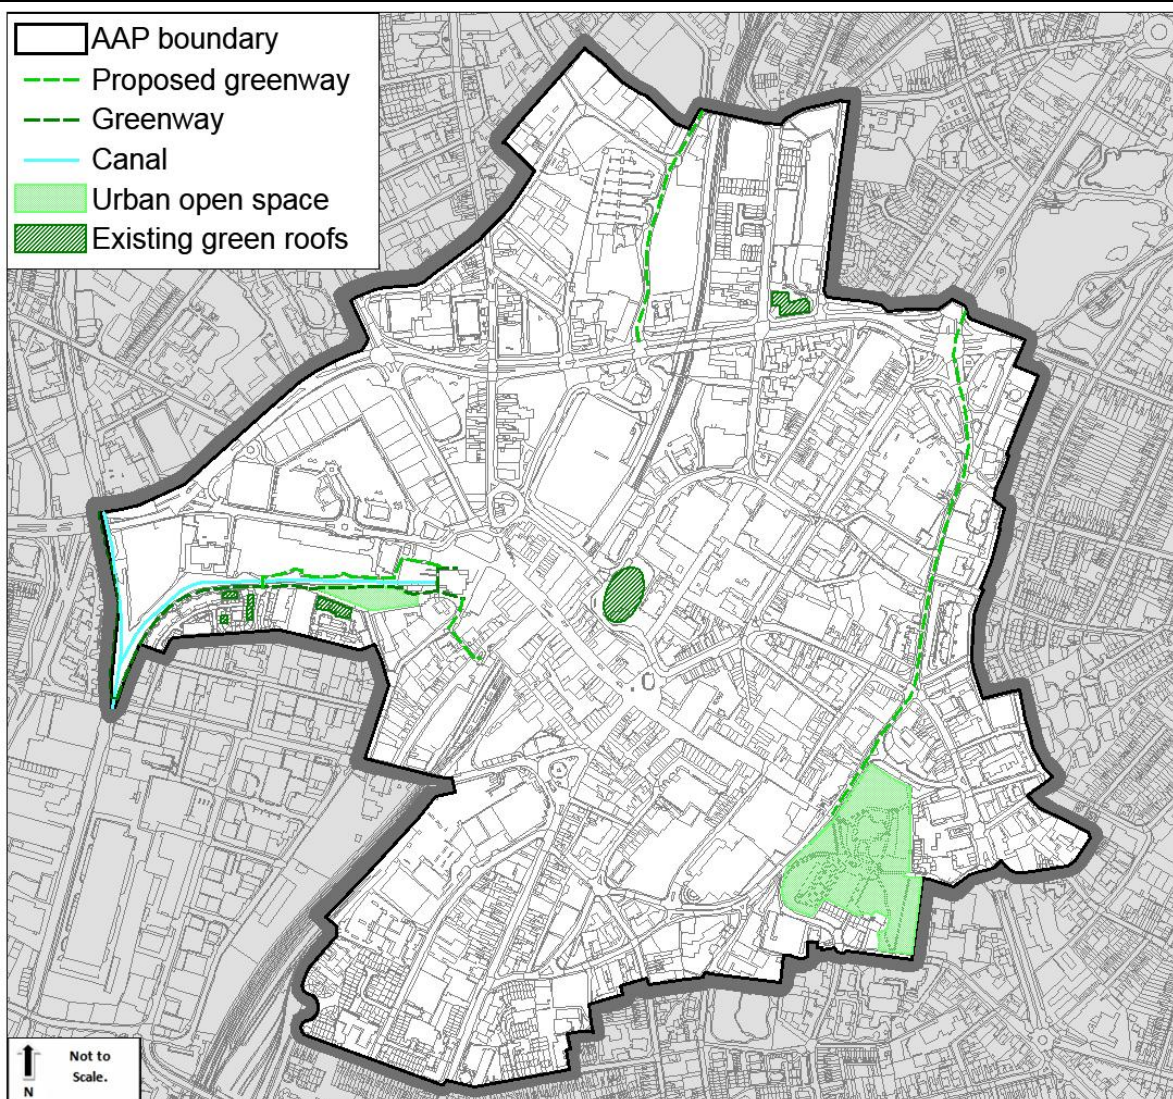 AAP boundary
Proposed greenway
Greenway
Canal
Urban open space
Existing green roofs
Not to
Scale.
N